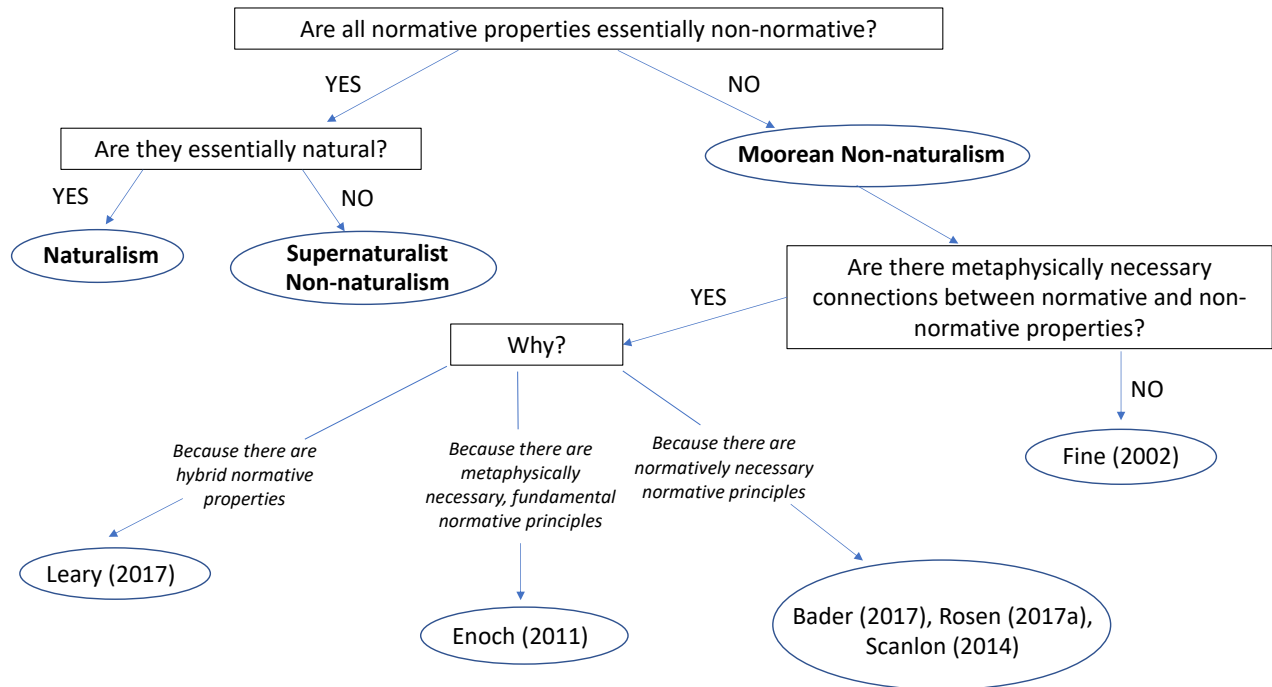 Are all normative properties essentially non-normative?
YES
NO
Are they essentially natural?
Moorean Non-naturalism
YES
NO
Naturalism
Supernaturalist
Non-naturalism
Are there metaphysically necessary
connections between normative and non-
normative properties?
YES
Why?
NO
Because there are
hybrid normative
properties
Because there are
metaphysically
necessary, fundamental
normative principles
Because there are
normatively necessary
normative principles
Fine (2002)
Leary (2017)
Enoch (2011)
Bader (2017), Rosen (2017a),
Scanlon (2014)